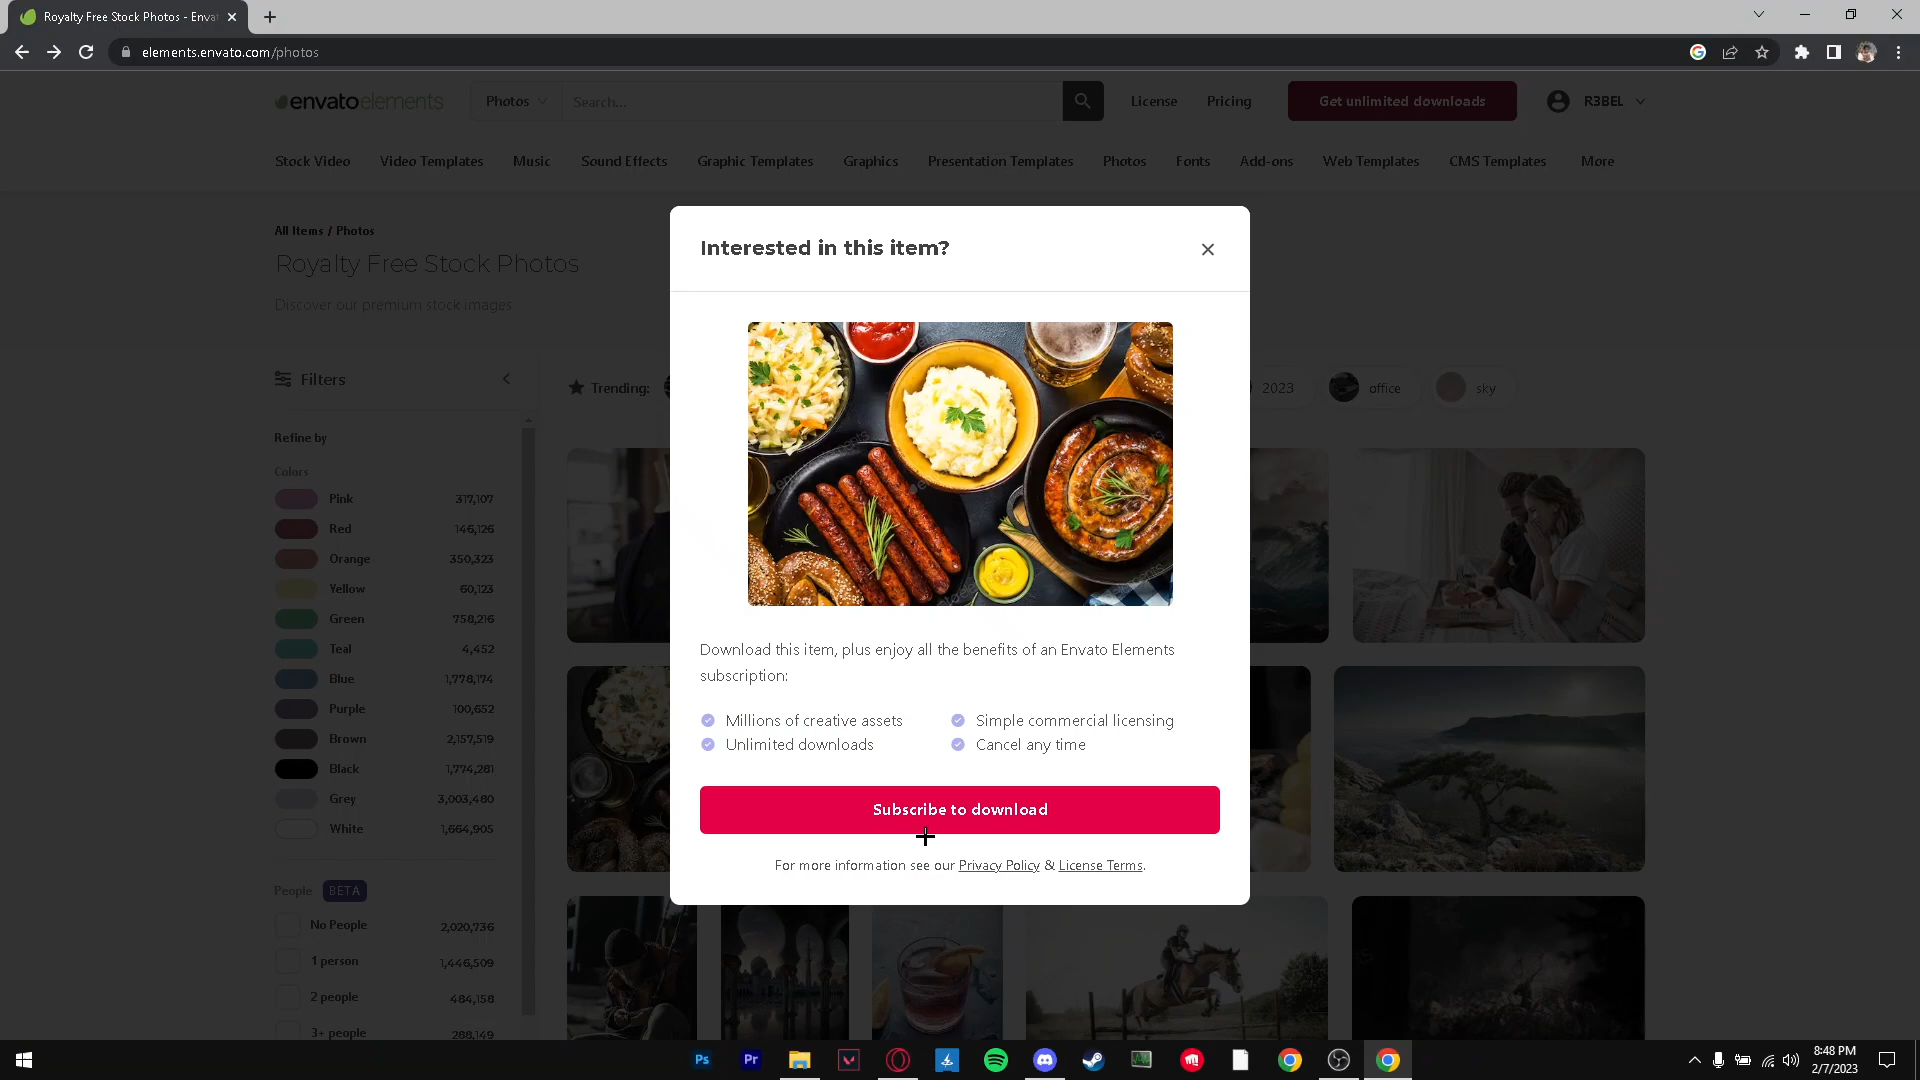 Royalty Free Stock Photos - Enva
elements.envato.com/photos
envatoelements
Photos
Search...
License
Pricing
Get unlimited downloads
R3BEL
Stock Video
Video Templates
Music
Sound Effects
Graphic Templates
Graphics
Presentation Templates
Photos
Fonts
Add-ons
Web Templates
CMS Templates
More
All Items / Photos
Royalty Free Stock Photos
Discover our premium stock images
Filters
Trending:
2023
office
sky
Refine by
Colors
Pink 317,107
Red 146,126
Orange 350,323
Yellow 60,123
Green 758,216
Teal 4,452
Blue 1,778,174
Purple 100,652
Brown 2,157,519
Black 1,774,281
Grey 3,003,480
White 1,664,905
People BETA
No People 2,020,736
1 person 1,446,509
2 people 484,158
3+ people 288,149
Interested in this item?
Download this item, plus enjoy all the benefits of an Envato Elements
subscription:
Millions of creative assets
Simple commercial licensing
Unlimited downloads
Cancel any time
Subscribe to download
For more information see our Privacy Policy & License Terms.
Ps
Pr
8:48 PM
2/7/2023